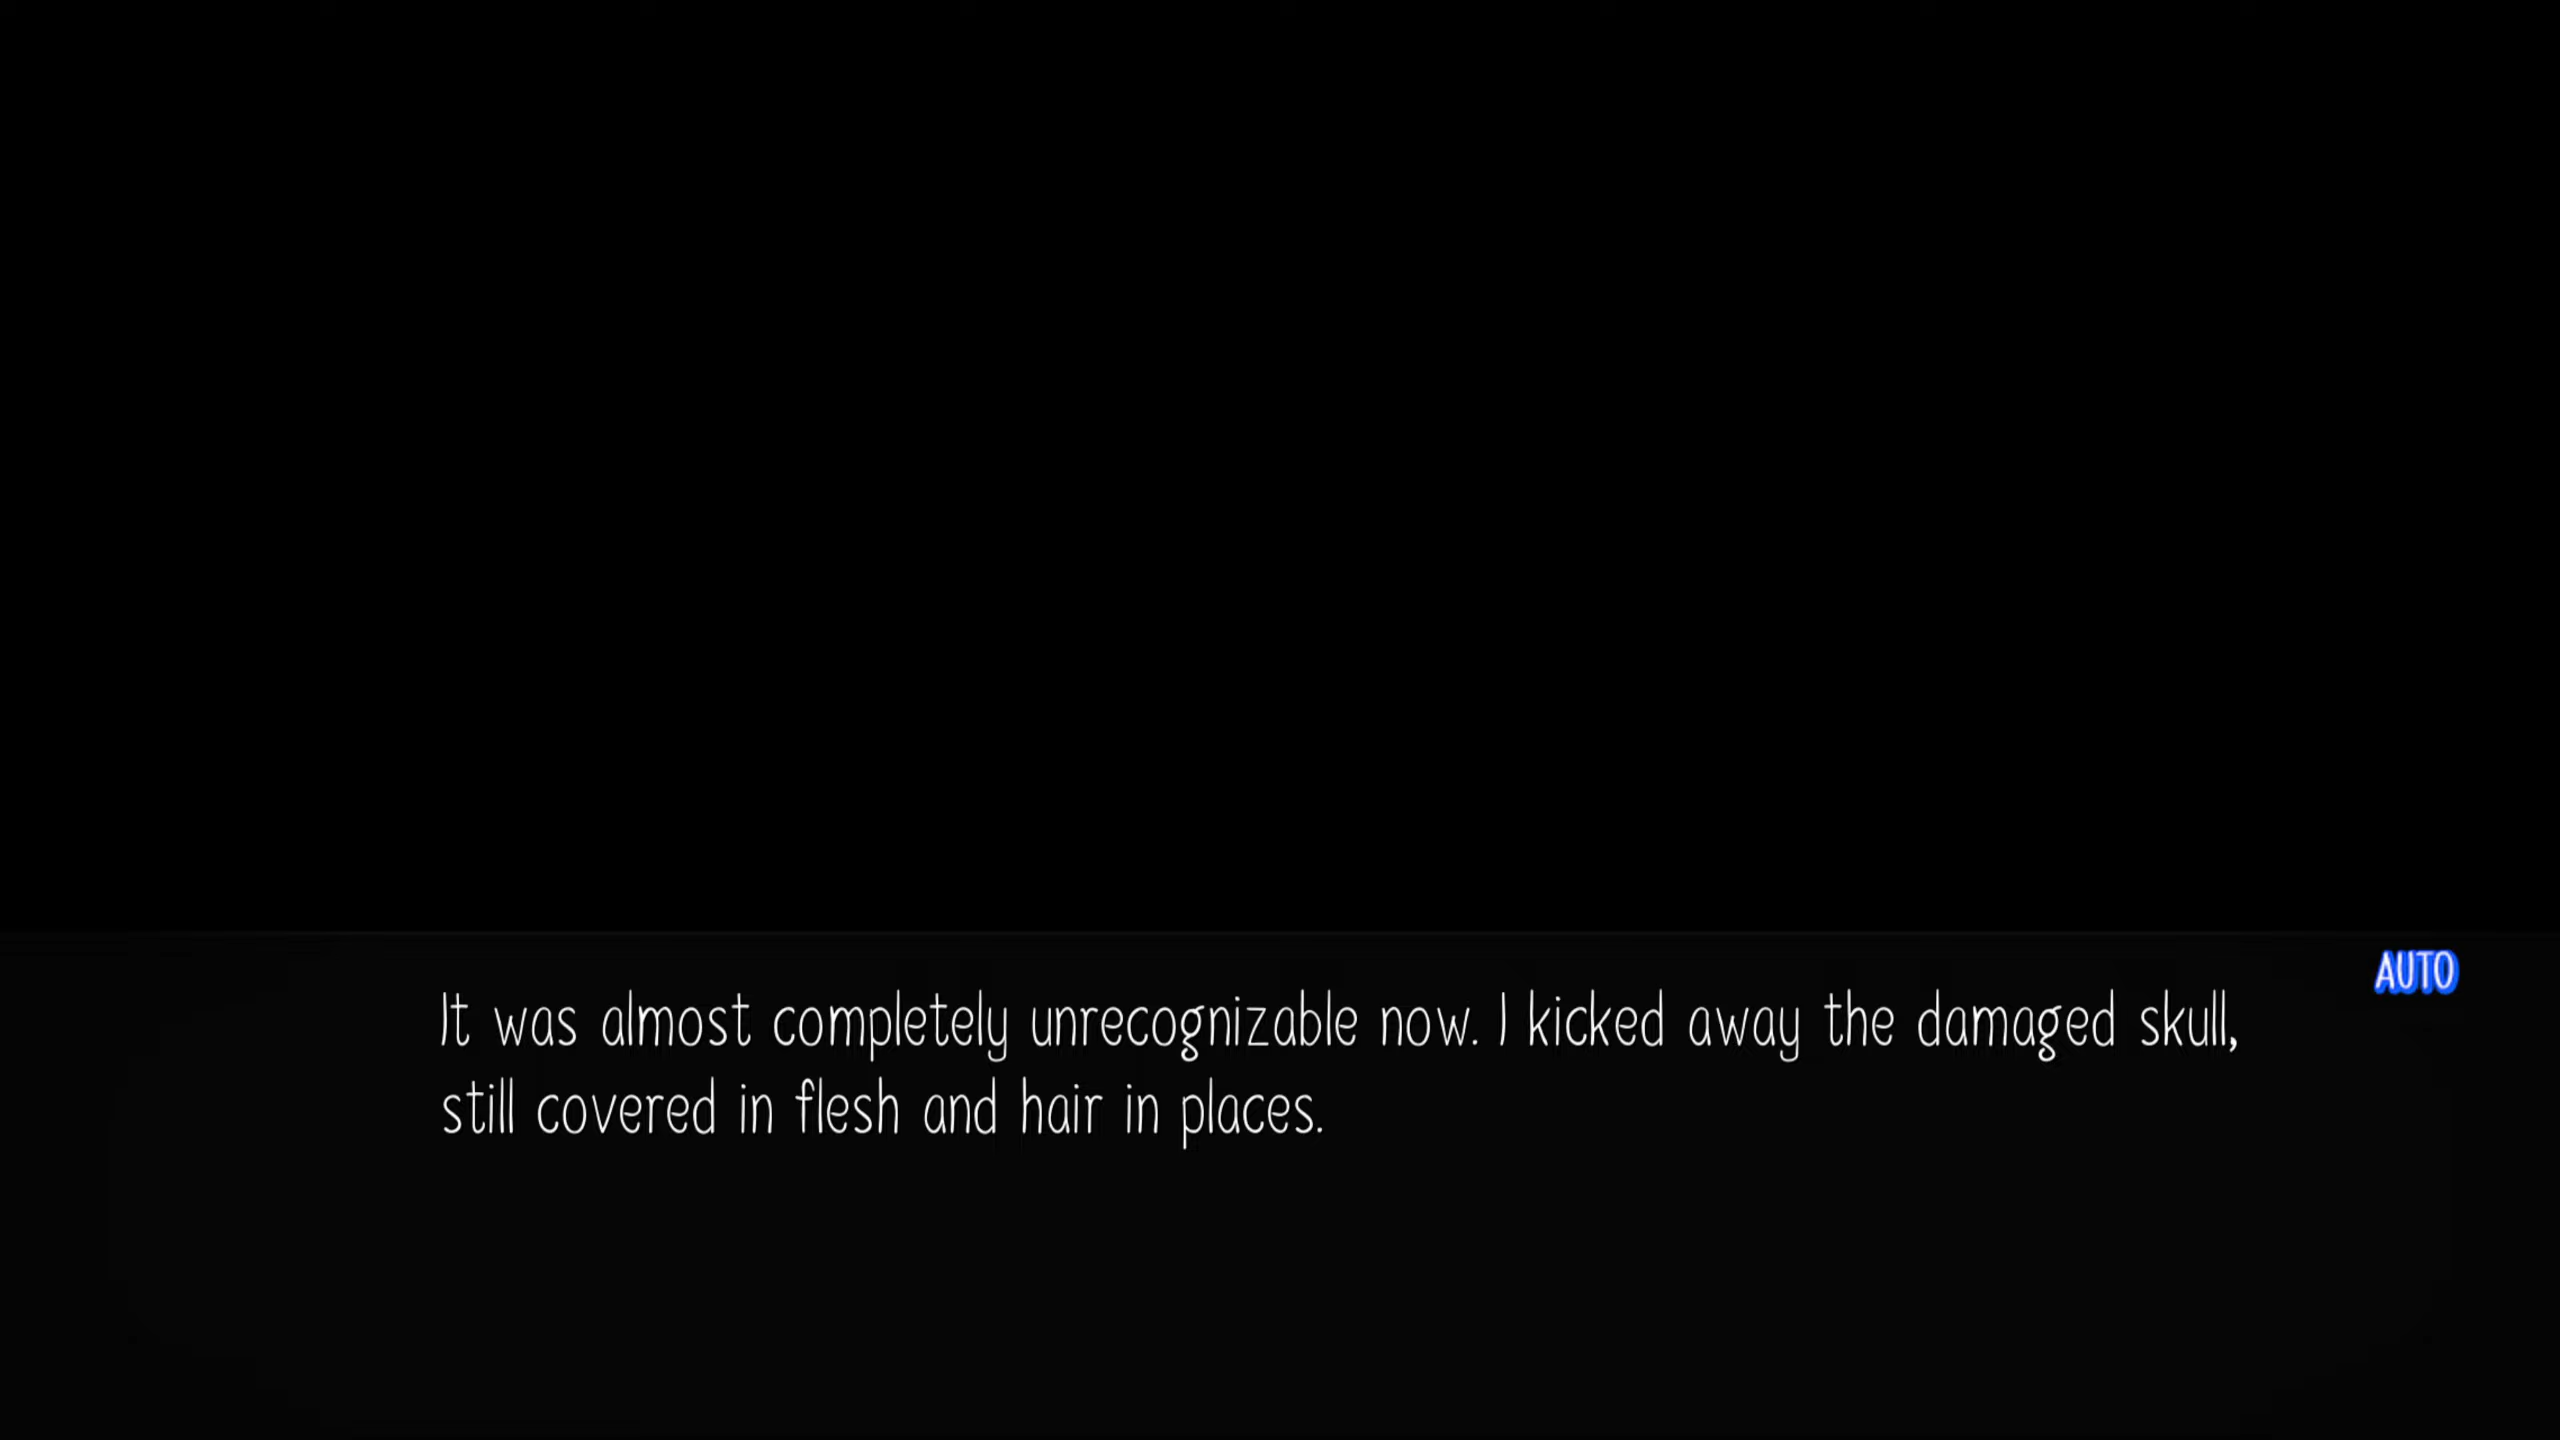 AUTO
It was almost completely unrecognizable now. I kicked away the damaged skull,
still covered in flesh and hair in places.